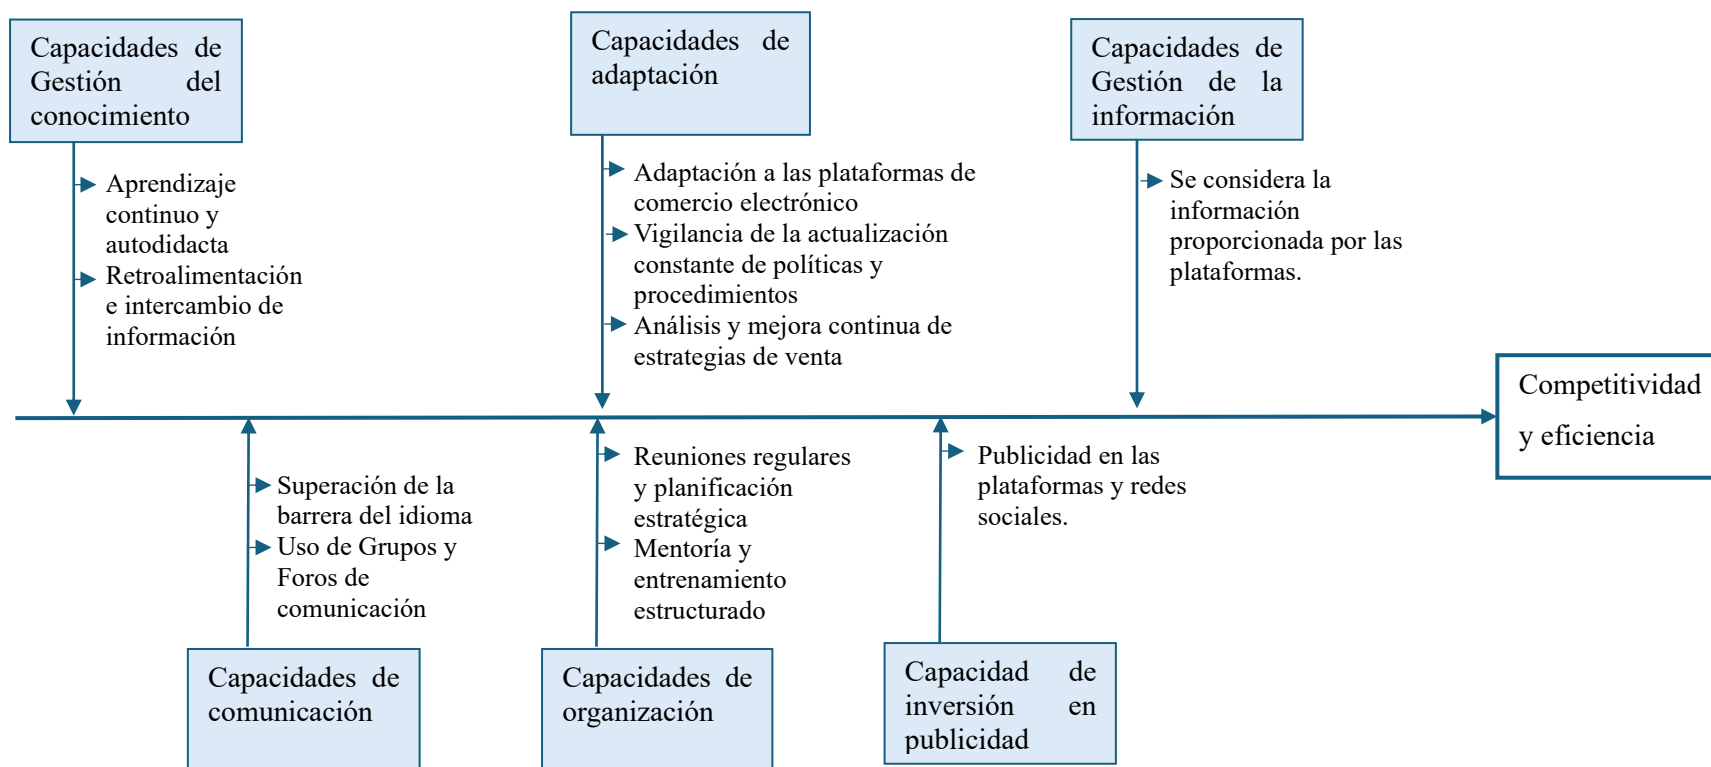 Capacidades de
Gestión del
conocimiento
Capacidades de
adaptación
Capacidades de
Gestión de la
información
Aprendizaje
continuo y
autodidacta
Retroalimentación
e intercambio de
información
Adaptación a las plataformas de
comercio electrónico
Vigilancia de la actualización
constante de políticas y
procedimientos
Análisis y mejora continua de
estrategias de venta
Se considera la
información
proporcionada por las
plataformas.
Competitividad
y eficiencia
Superación de la
barrera del idioma
Uso de Grupos y
Foros de
comunicación
Reuniones regulares
y planificación
estratégica
Mentoría y
entrenamiento
estructurado
Publicidad en las
plataformas y redes
sociales.
Capacidades de
comunicación
Capacidades de
organización
Capacidad de
inversión en
publicidad